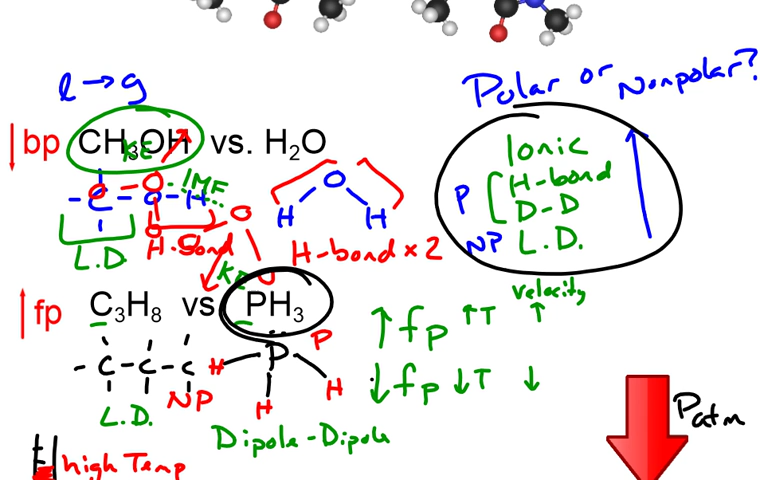 l → g
Polar or Nonpolar?
↓bp CH₃OH vs. H₂O
KE
IMF
- C - O - H
O
H H
L.D
H-Bond
H-bond x 2
KE
Ionic
P H-bond
D-D
NP L.D.
velocity
↑fp C₃H₈ vs PH₃
↑fp ↑T ↑
↓fp ↓T ↓
- C - C - C
H P H
H
P
L.D. NP
Dipole-Dipole
Patm
high Temp